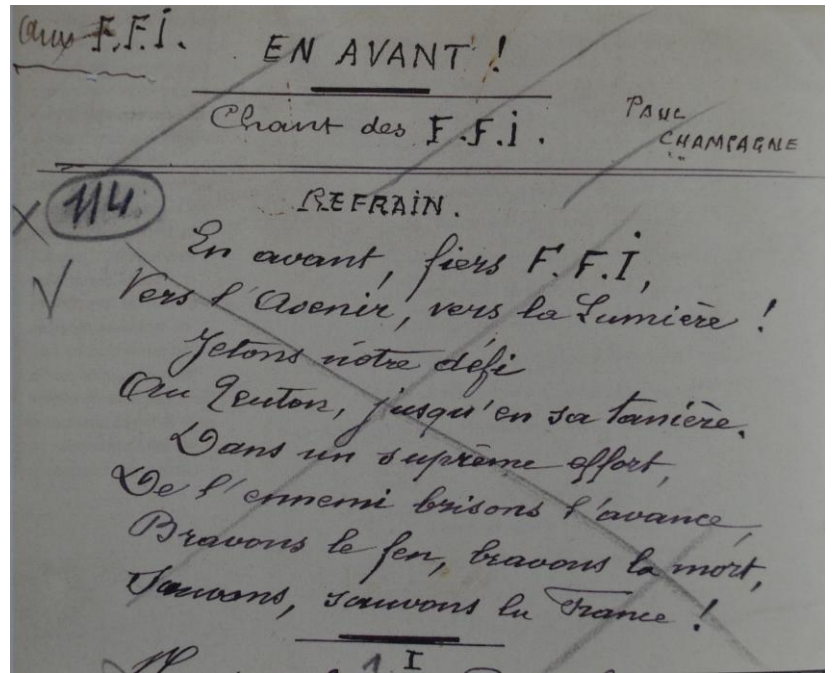 aux F.F.I.
EN AVANT !
Chant des F.F.I.
PAUL
CHAMPAGNE
114
REFRAIN.
En avant, fiers F.F.I,
Vers l'Avenir, vers la Lumière !
Jetons notre défi
Au Teuton, jusqu'en sa tanière.
Dans un suprême effort,
De l'ennemi brisons l'avance,
Bravons le feu, bravons la mort,
Sauvons, sauvons la France !
I